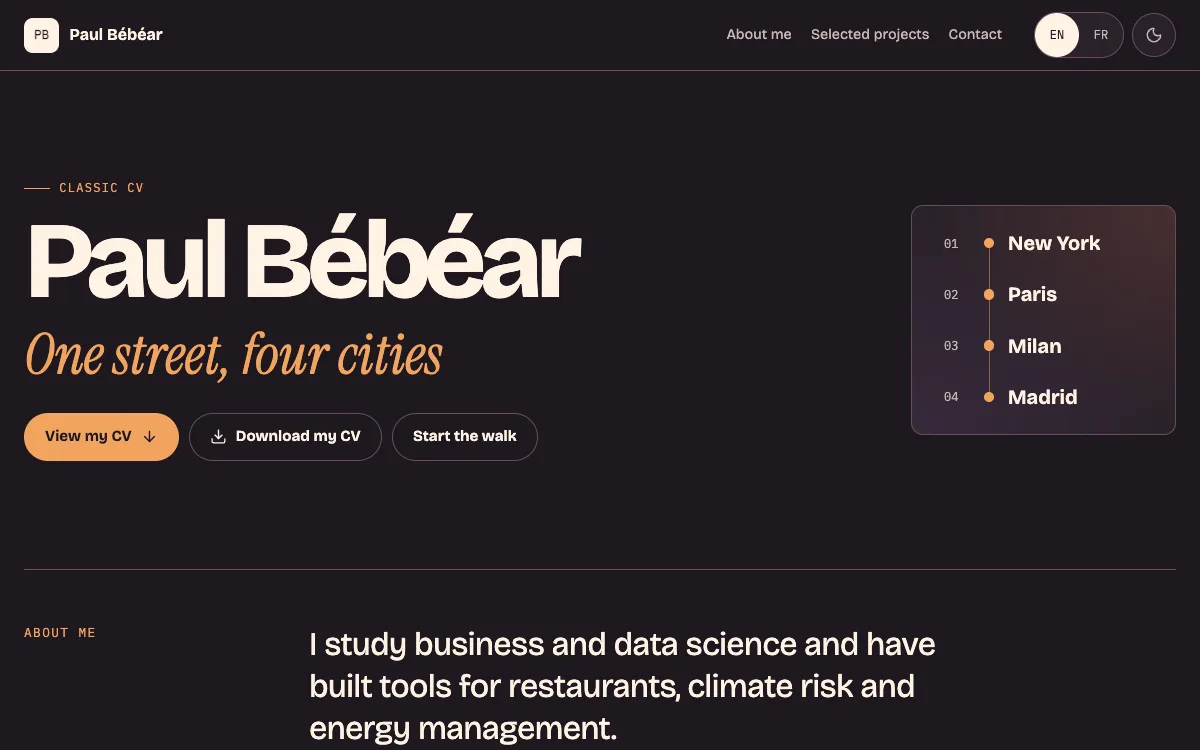 PB Paul Bébéar
About me Selected projects Contact EN FR
CLASSIC CV
Paul Bébéar
One street, four cities
View my CV Download my CV Start the walk
01 New York
02 Paris
03 Milan
04 Madrid
ABOUT ME
I study business and data science and have
built tools for restaurants, climate risk and
energy management.